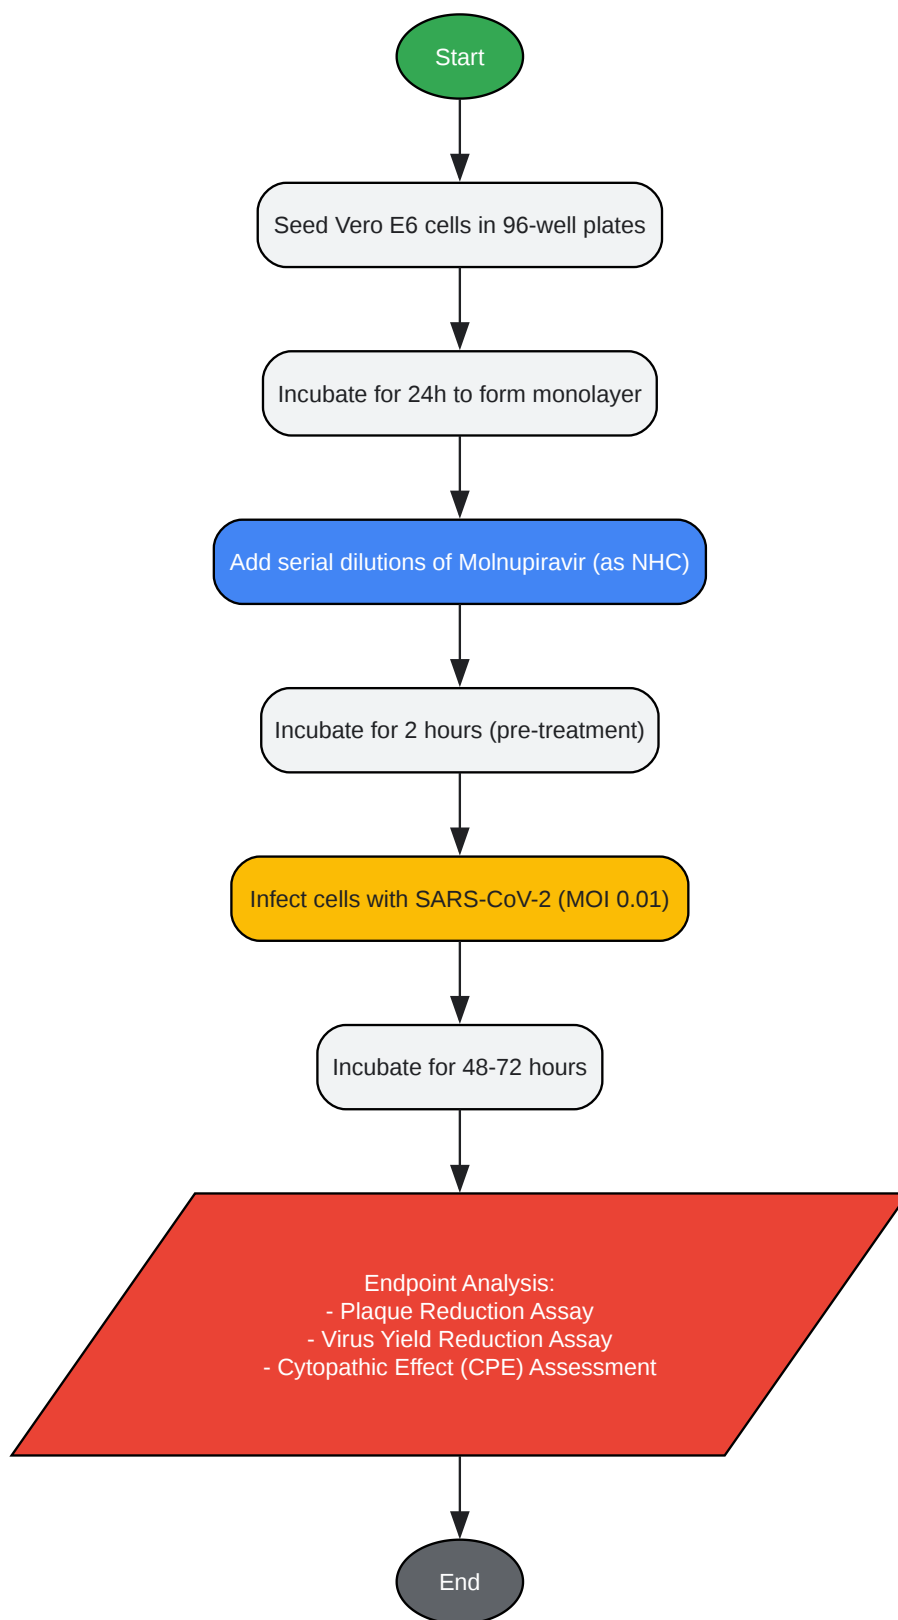 Start
Seed Vero E6 cells in 96-well plates
Incubate for 24h to form monolayer
Add serial dilutions of Molnupiravir (as NHC)
Incubate for 2 hours (pre-treatment)
Infect cells with SARS-CoV-2 (MOI 0.01)
Incubate for 48-72 hours
Endpoint Analysis:
- Plaque Reduction Assay
- Virus Yield Reduction Assay
- Cytopathic Effect (CPE) Assessment
End